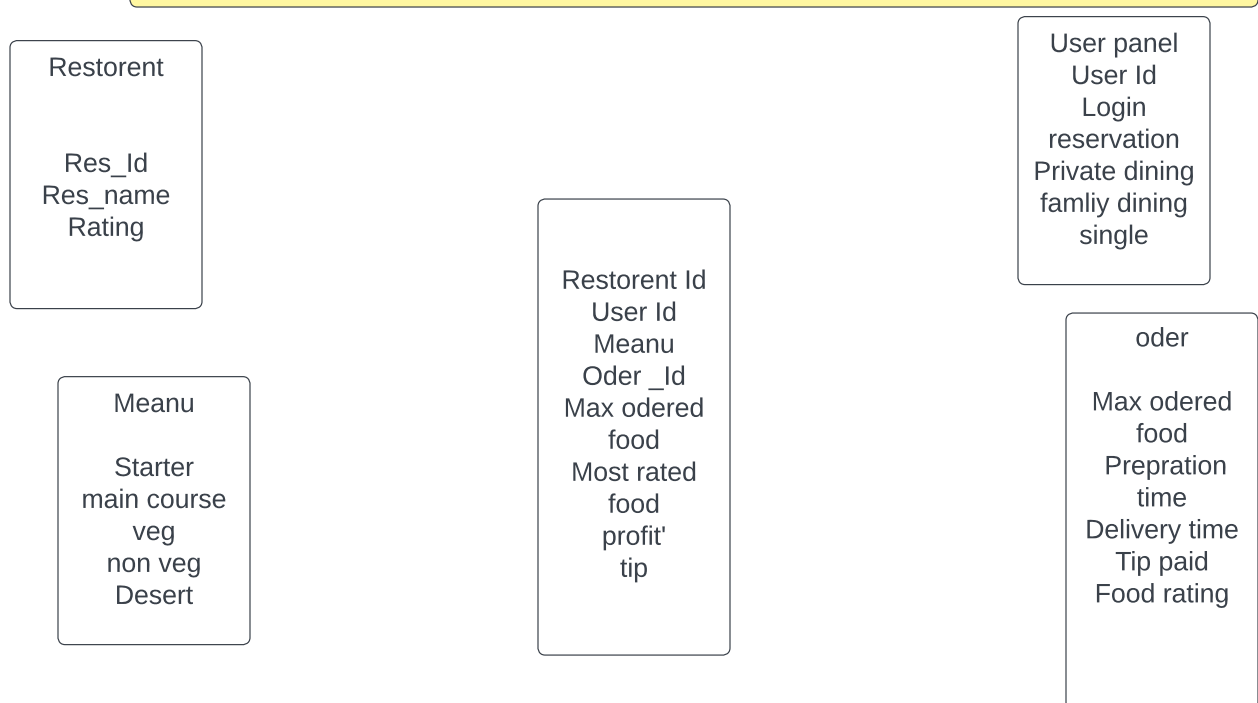 Restorent
Res_Id
Res_name
Rating
Meanu
Starter
main course
veg
non veg
Desert
Restorent Id
User Id
Meanu
Oder _Id
Max odered
food
Most rated
food
profit'
tip
User panel
User Id
Login
reservation
Private dining
famliy dining
single
oder
Max odered
food
Prepration
time
Delivery time
Tip paid
Food rating